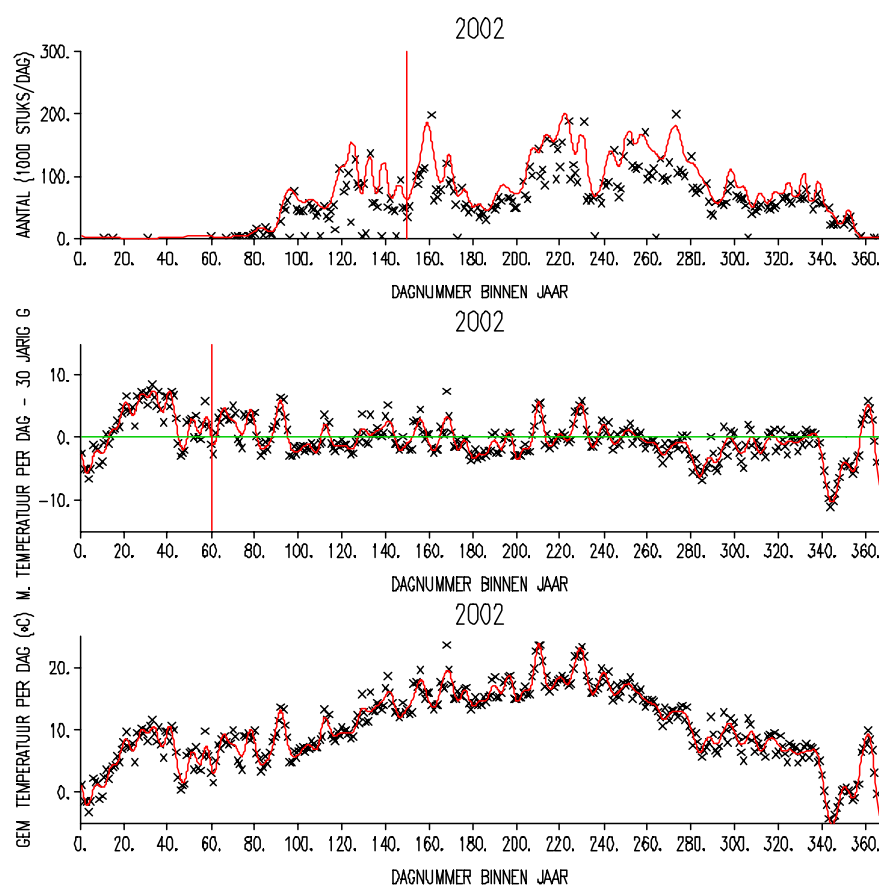 2002
AANTAL (1000 STUKS/DAG)
300.
200.
100.
0.
0. 20. 40. 60. 80. 100. 120. 140. 160. 180. 200. 220. 240. 260. 280. 300. 320. 340. 360.
DAGNUMMER BINNEN JAAR
2002
M. TEMPERATUUR PER DAG - 30 JARIG G
10.
0.
-10.
0. 20. 40. 60. 80. 100. 120. 140. 160. 180. 200. 220. 240. 260. 280. 300. 320. 340. 360.
DAGNUMMER BINNEN JAAR
2002
GEM TEMPERATUUR PER DAG (°C)
20.
10.
0.
0. 20. 40. 60. 80. 100. 120. 140. 160. 180. 200. 220. 240. 260. 280. 300. 320. 340. 360.
DAGNUMMER BINNEN JAAR